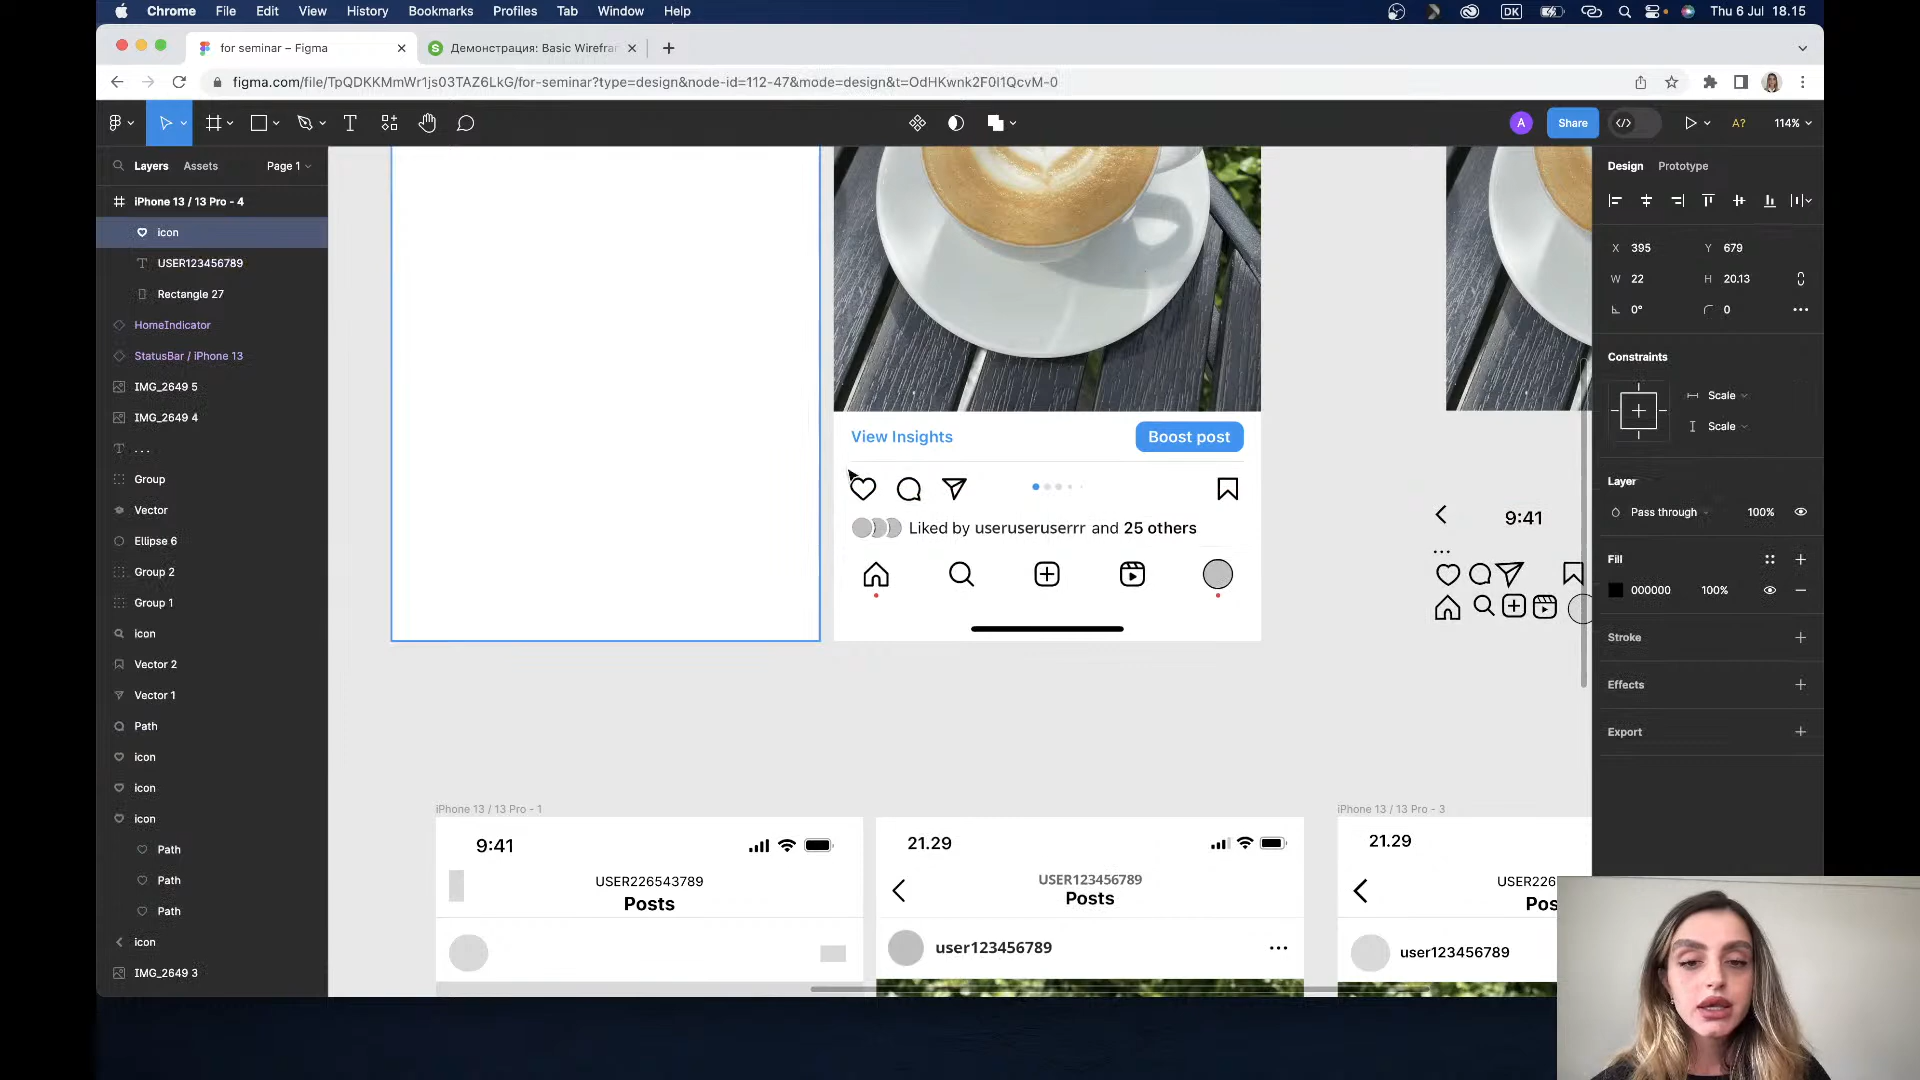 Chrome File Edit View History Bookmarks Profiles Tab Window Help DK Thu 6 Jul 18.15
for seminar – Figma
Демонстрация: Basic Wirefra
figma.com/file/TpQDKKMmWr1js03TAZ6LkG/for-seminar?type=design&node-id=112-47&mode=design&t=OdHKwnk2F0I1QcvM-0
A Share A? 114%
Layers Assets Page 1
iPhone 13 / 13 Pro - 4
icon
USER123456789
Rectangle 27
HomeIndicator
StatusBar / iPhone 13
IMG_2649 5
IMG_2649 4
...
Group
Vector
Ellipse 6
Group 2
Group 1
icon
Vector 2
Vector 1
Path
icon
icon
icon
Path
Path
Path
icon
IMG_2649 3
View Insights Boost post
Liked by useruseruserrr and 25 others
9:41
...
iPhone 13 / 13 Pro - 1
9:41
USER226543789
Posts
21.29
USER123456789
Posts
user123456789
iPhone 13 / 13 Pro - 3
21.29
USER226
Pos
user123456789
Design Prototype
X 395 Y 679
W 22 H 20.13
0° 0
Constraints
Scale
Scale
Layer
Pass through 100%
Fill
000000 100%
Stroke
Effects
Export